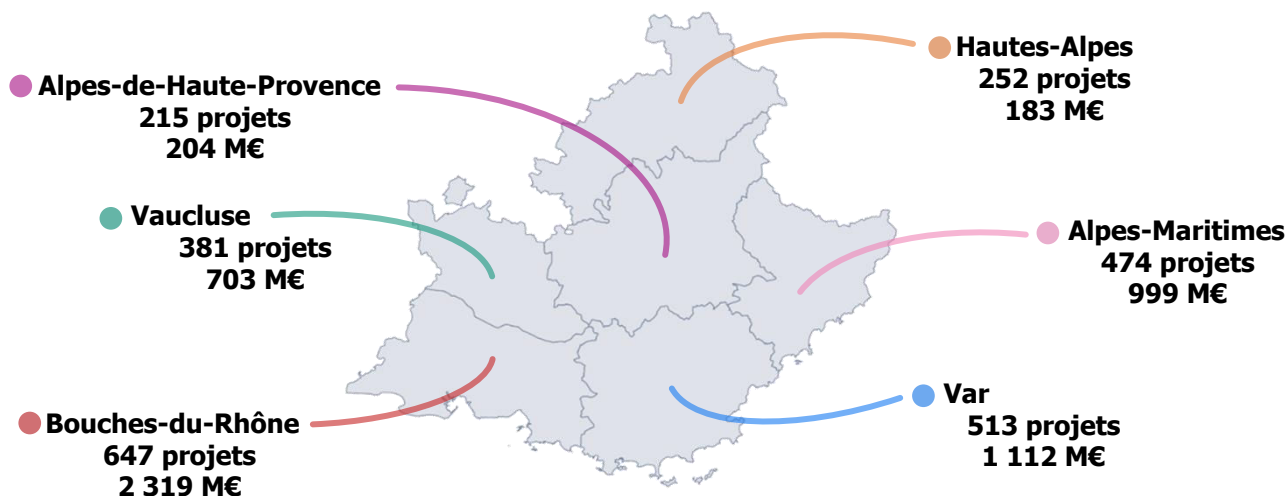 Hautes-Alpes
252 projets
183 M€
Alpes-de-Haute-Provence
215 projets
204 M€
Vaucluse
381 projets
703 M€
Alpes-Maritimes
474 projets
999 M€
Var
513 projets
1 112 M€
Bouches-du-Rhône
647 projets
2 319 M€